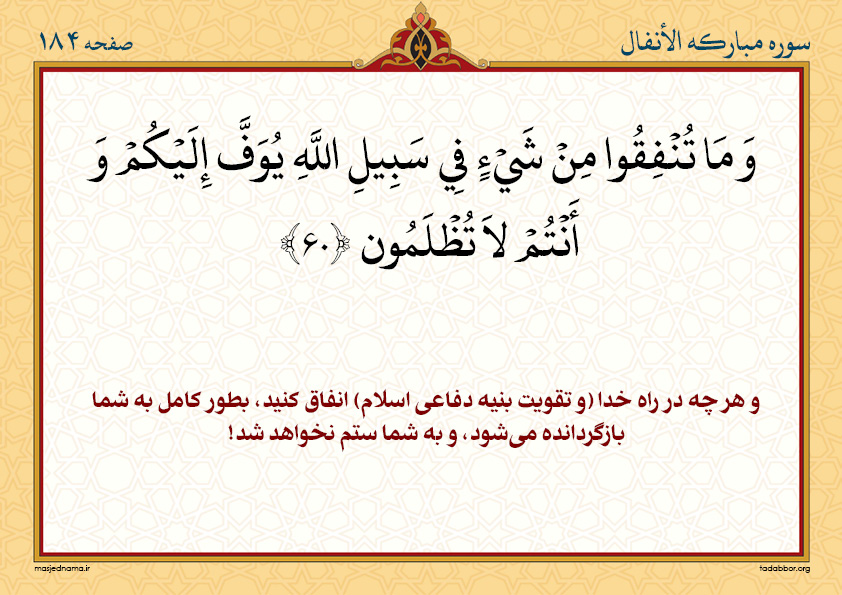 سوره مبارکه الأنفال
صفحه ۱۸۴
وَ مَا تُنْفِقُوا مِنْ شَيْءٍ فِي سَبِيلِ اللَّهِ يُوَفَّ إِلَيْكُمْ وَ
أَنْتُمْ لاَ تُظْلَمُون ﴿۶۰﴾
و هر چه در راه خدا (و تقویت بنیه دفاعی اسلام) انفاق کنید، بطور کامل به شما
بازگردانده می‌شود، و به شما ستم نخواهد شد!
masjednama.ir
tadabbor.org